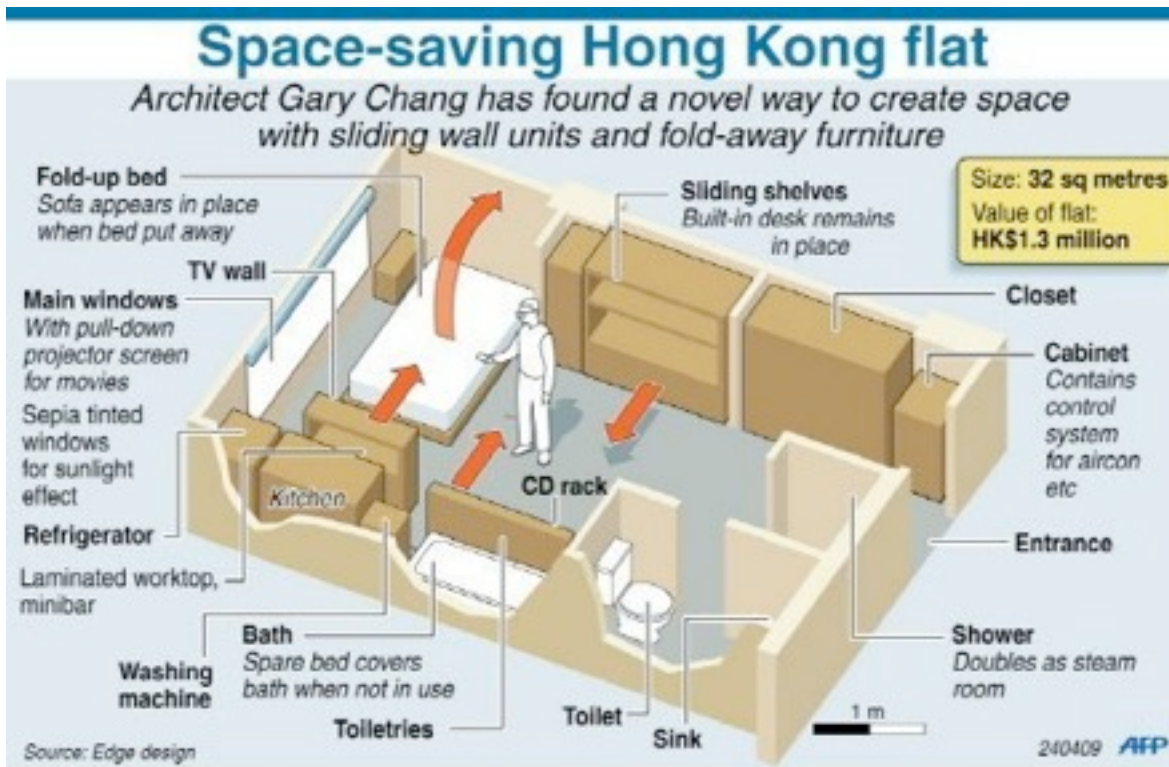 Space-saving Hong Kong flat
Architect Gary Chang has found a novel way to create space
with sliding wall units and fold-away furniture
Fold-up bed
Sofa appears in place
when bed put away
TV wall
Main windows
With pull-down
projector screen
for movies
Sepia tinted
windows
for sunlight
effect
Refrigerator
Laminated worktop,
minibar
Washing
machine
Kitchen
Bath
Spare bed covers
bath when not in use
Toiletries
CD rack
Toilet
Sink
Sliding shelves
Built-in desk remains
in place
Size: 32 sq metres
Value of flat:
HK$1.3 million
Closet
Cabinet
Contains
control
system
for aircon
etc
Entrance
Shower
Doubles as steam
room
1 m
Source: Edge design
240409 AFP